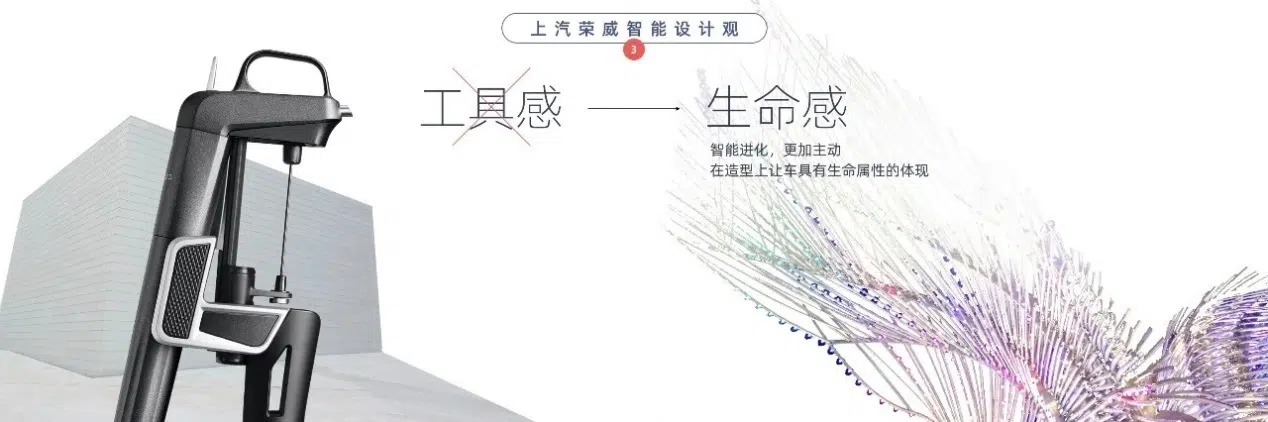 上汽荣威智能设计观
3
工具感
生命感
智能进化，更加主动
在造型上让车具有生命属性的体现